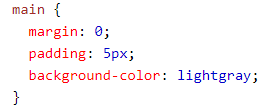 main {
  margin: 0;
  padding: 5px;
  background-color: lightgray;
}